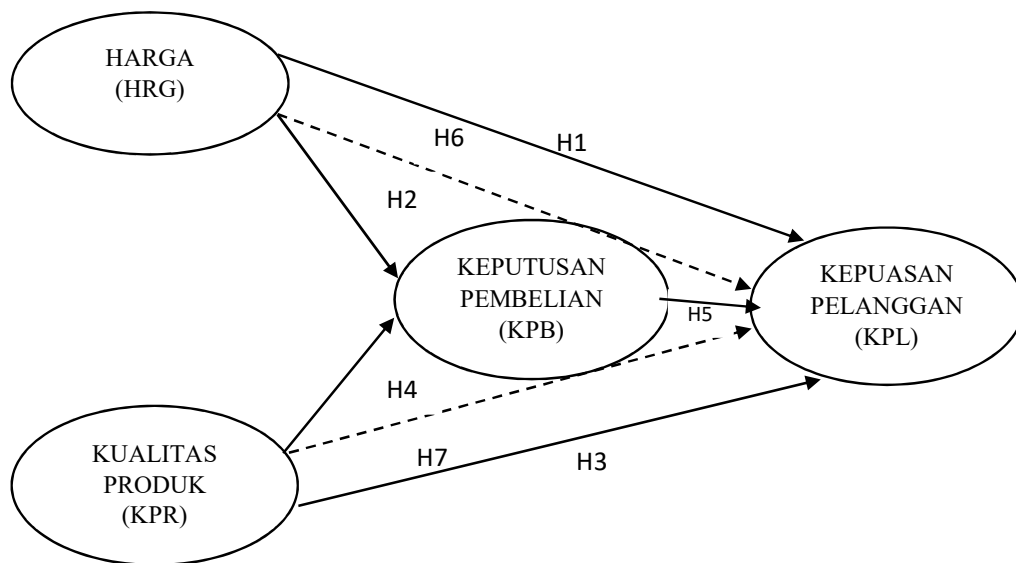 HARGA
(HRG)
H6
H1
H2
KEPUTUSAN
PEMBELIAN
(KPB)
KEPUASAN
PELANGGAN
(KPL)
H5
H4
KUALITAS
PRODUK
(KPR)
H7
H3